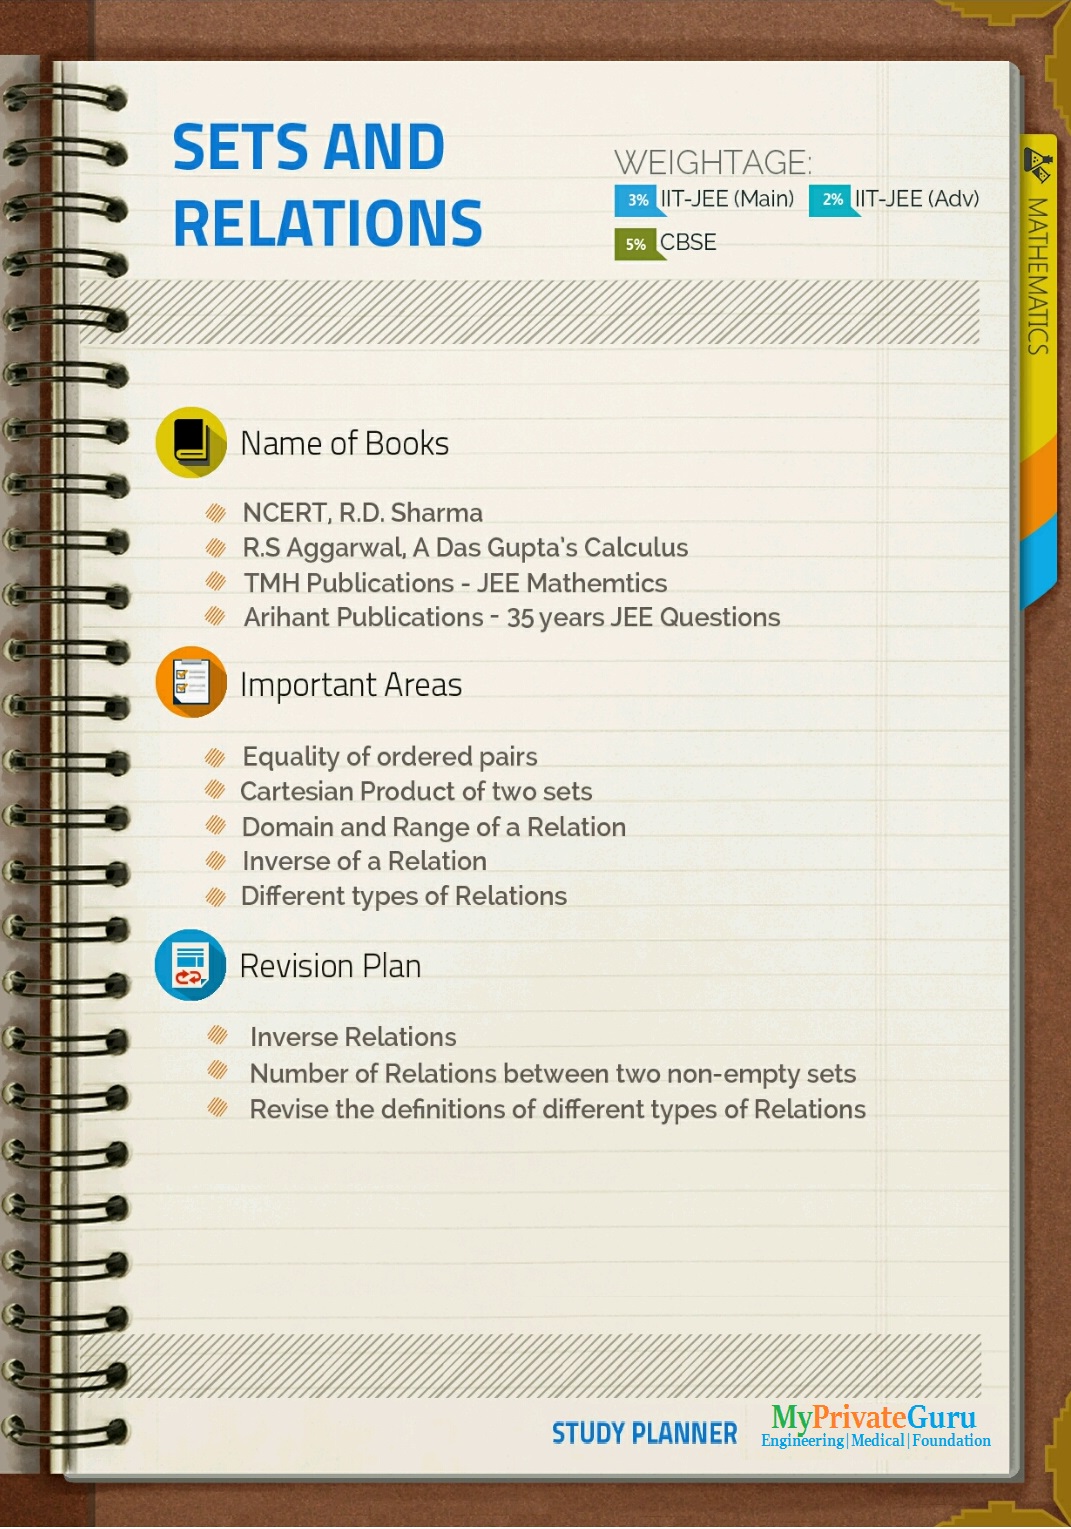 SETS AND
RELATIONS
WEIGHTAGE:
3% IIT-JEE (Main) 2% IIT-JEE (Adv)
5% CBSE
MATHEMATICS
Name of Books
NCERT, R.D. Sharma
R.S Aggarwal, A Das Gupta's Calculus
TMH Publications - JEE Mathemtics
Arihant Publications - 35 years JEE Questions
Important Areas
Equality of ordered pairs
Cartesian Product of two sets
Domain and Range of a Relation
Inverse of a Relation
Different types of Relations
Revision Plan
Inverse Relations
Number of Relations between two non-empty sets
Revise the definitions of different types of Relations
STUDY PLANNER
MyPrivateGuru
Engineering|Medical|Foundation